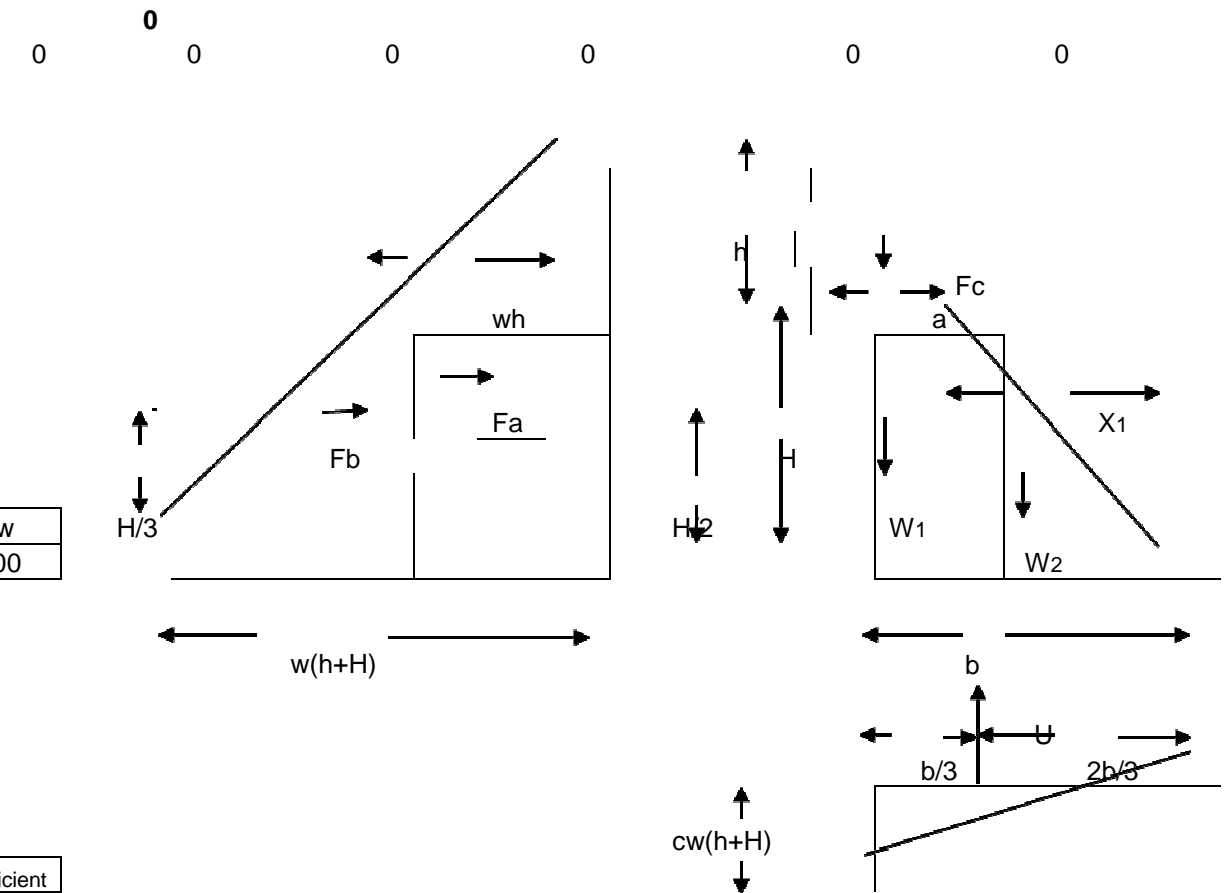 0
0 0 0 0 0 0
h
Fc
wh
a
Fa
X1
Fb
H
w
H/3
H/2
W1
00
W2
w(h+H)
b
U
b/3
2b/3
cw(h+H)
icient